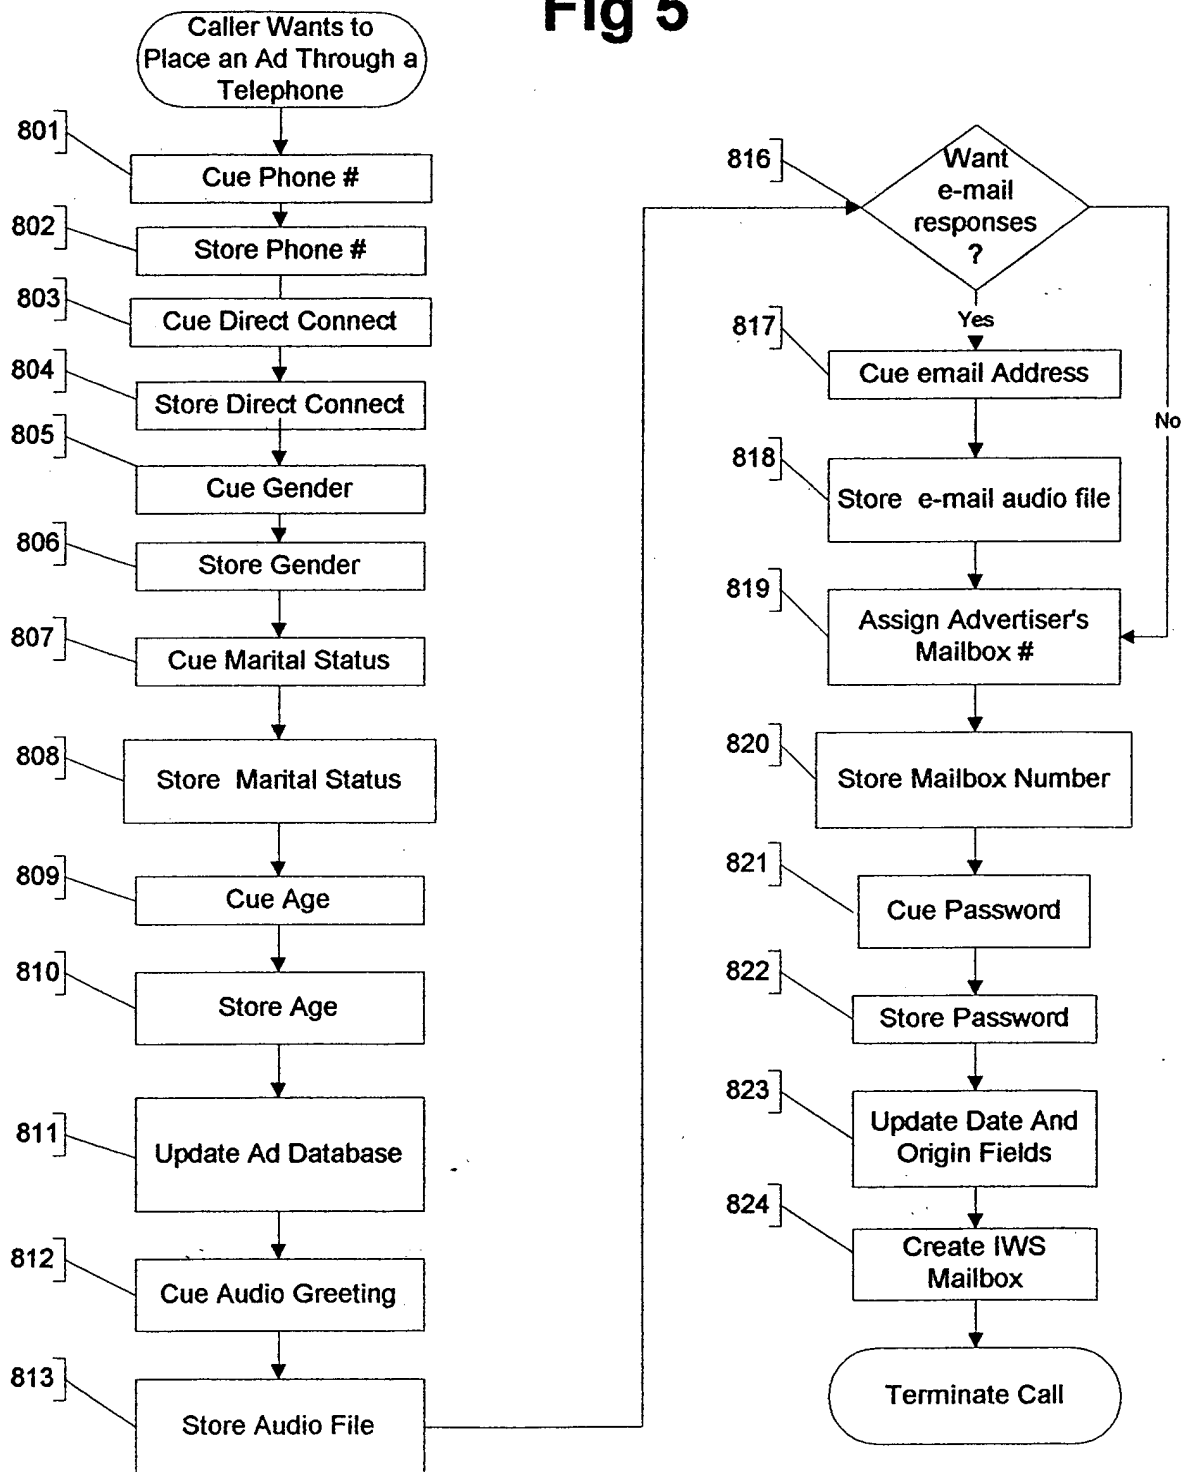 Fig 5
Caller Wants to
Place an Ad Through a
Telephone
801
Cue Phone #
802
Store Phone #
803
Cue Direct Connect
804
Store Direct Connect
805
Cue Gender
806
Store Gender
807
Cue Marital Status
808
Store Marital Status
809
Cue Age
810
Store Age
811
Update Ad Database
812
Cue Audio Greeting
813
Store Audio File
816
Want
e-mail
responses
?
Yes
No
817
Cue email Address
818
Store e-mail audio file
819
Assign Advertiser's
Mailbox #
820
Store Mailbox Number
821
Cue Password
822
Store Password
823
Update Date And
Origin Fields
824
Create IWS
Mailbox
Terminate Call